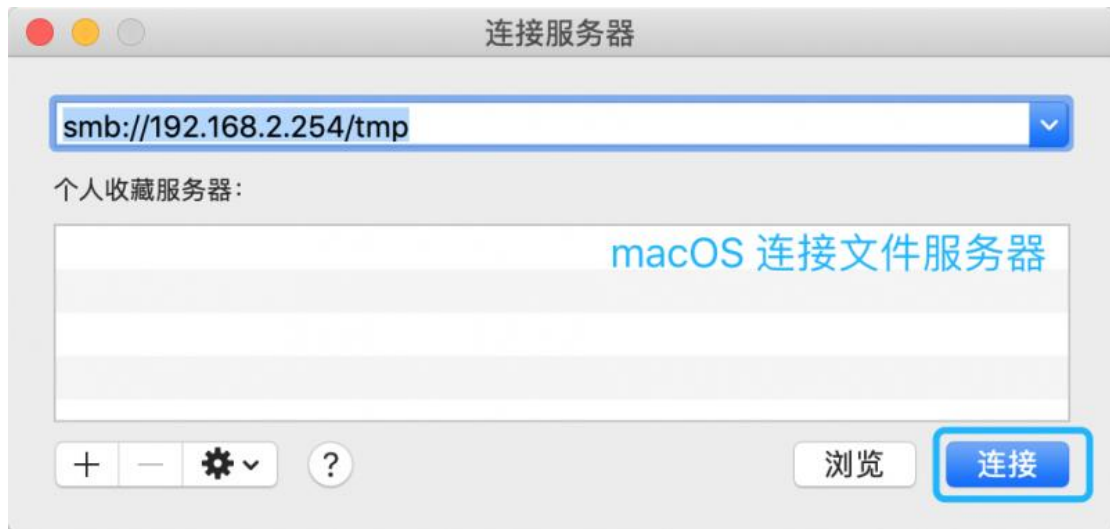 连接服务器
smb://192.168.2.254/tmp
个人收藏服务器：
macOS 连接文件服务器
+ − ?
浏览 连接